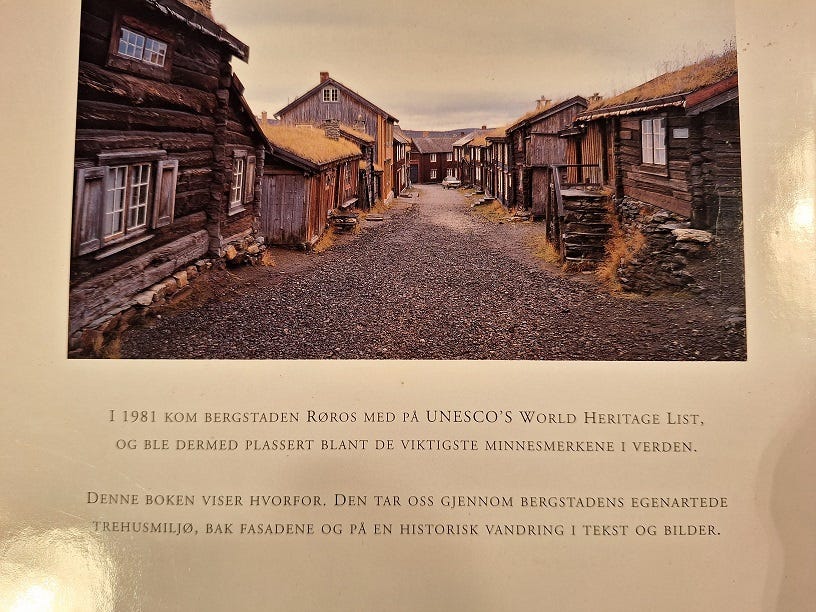 I 1981 KOM BERGSTADEN RØROS MED PÅ UNESCO'S WORLD HERITAGE LIST,
OG BLE DERMED PLASSERT BLANT DE VIKTIGSTE MINNESMERKENE I VERDEN.
DENNE BOKEN VISER HVORFOR. DEN TAR OSS GJENNOM BERGSTADENS EGENARTEDE
TREHUSMILJØ, BAK FASADENE OG PÅ EN HISTORISK VANDRING I TEKST OG BILDER.